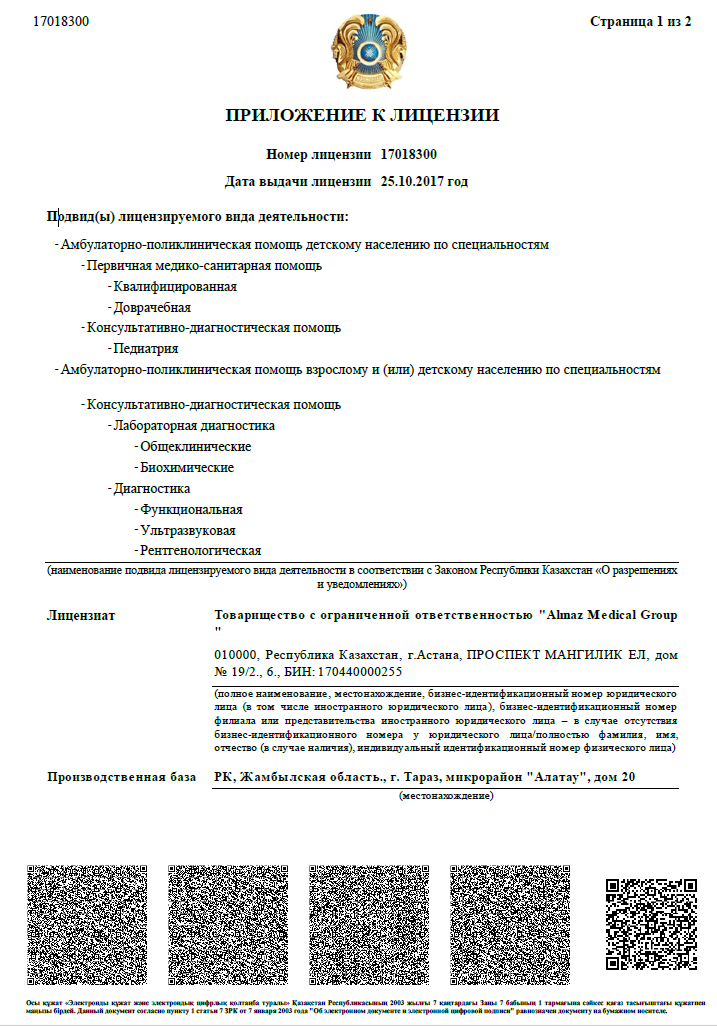 17018300
Страница 1 из 2
ПРИЛОЖЕНИЕ К ЛИЦЕНЗИИ
Номер лицензии 17018300
Дата выдачи лицензии 25.10.2017 год
Подвид(ы) лицензируемого вида деятельности:
- Амбулаторно-поликлиническая помощь детскому населению по специальностям
- Первичная медико-санитарная помощь
- Квалифицированная
- Доврачебная
- Консультативно-диагностическая помощь
- Педиатрия
- Амбулаторно-поликлиническая помощь взрослому и (или) детскому населению по специальностям
- Консультативно-диагностическая помощь
- Лабораторная диагностика
- Общеклинические
- Биохимические
- Диагностика
- Функциональная
- Ультразвуковая
- Рентгенологическая
(наименование подвида лицензируемого вида деятельности в соответствии с Законом Республики Казахстан «О разрешениях
и уведомлениях»)
Лицензиат Товарищество с ограниченной ответственностью "Almaz Medical Group
"
010000, Республика Казахстан, г.Астана, ПРОСПЕКТ МАНГИЛИК ЕЛ, дом
№ 19/2., 6., БИН: 170440000255
(полное наименование, местонахождение, бизнес-идентификационный номер юридического
лица (в том числе иностранного юридического лица), бизнес-идентификационный номер
филиала или представительства иностранного юридического лица – в случае отсутствия
бизнес-идентификационного номера у юридического лица/полностью фамилия, имя,
отчество (в случае наличия), индивидуальный идентификационный номер физического лица)
Производственная база РК, Жамбылская область., г. Тараз, микрорайон "Алатау", дом 20
(местонахождение)
Осы құжат «Электронды құжат және электрондық цифрлық қолтаңба туралы» Қазақстан Республикасының 2003 жылғы 7 қаңтардағы Заңы 7 бабының 1 тармағына сәйкес қағаз тасығыштағы құжатпен
маңызы бірдей. Данный документ согласно пункту 1 статьи 7 ЗРК от 7 января 2003 года "Об электронном документе и электронной цифровой подписи" равнозначен документу на бумажном носителе.